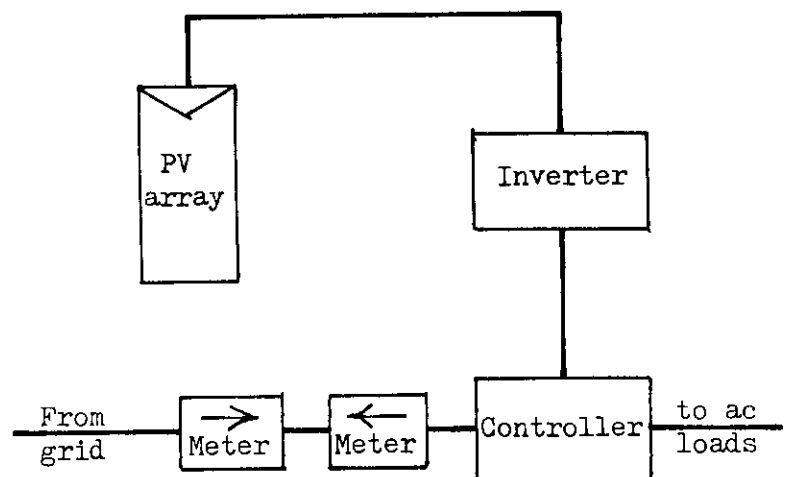 PV
array
Inverter
From
grid
Meter
Meter
Controller
to ac
loads